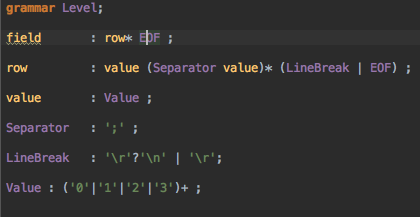 grammar Level;
field : row* EOF ;
row : value (Separator value)* (LineBreak | EOF) ;
value : Value ;
Separator : ';' ;
LineBreak : '\r'?'\n' | '\r';
Value : ('0'|'1'|'2'|'3')+ ;